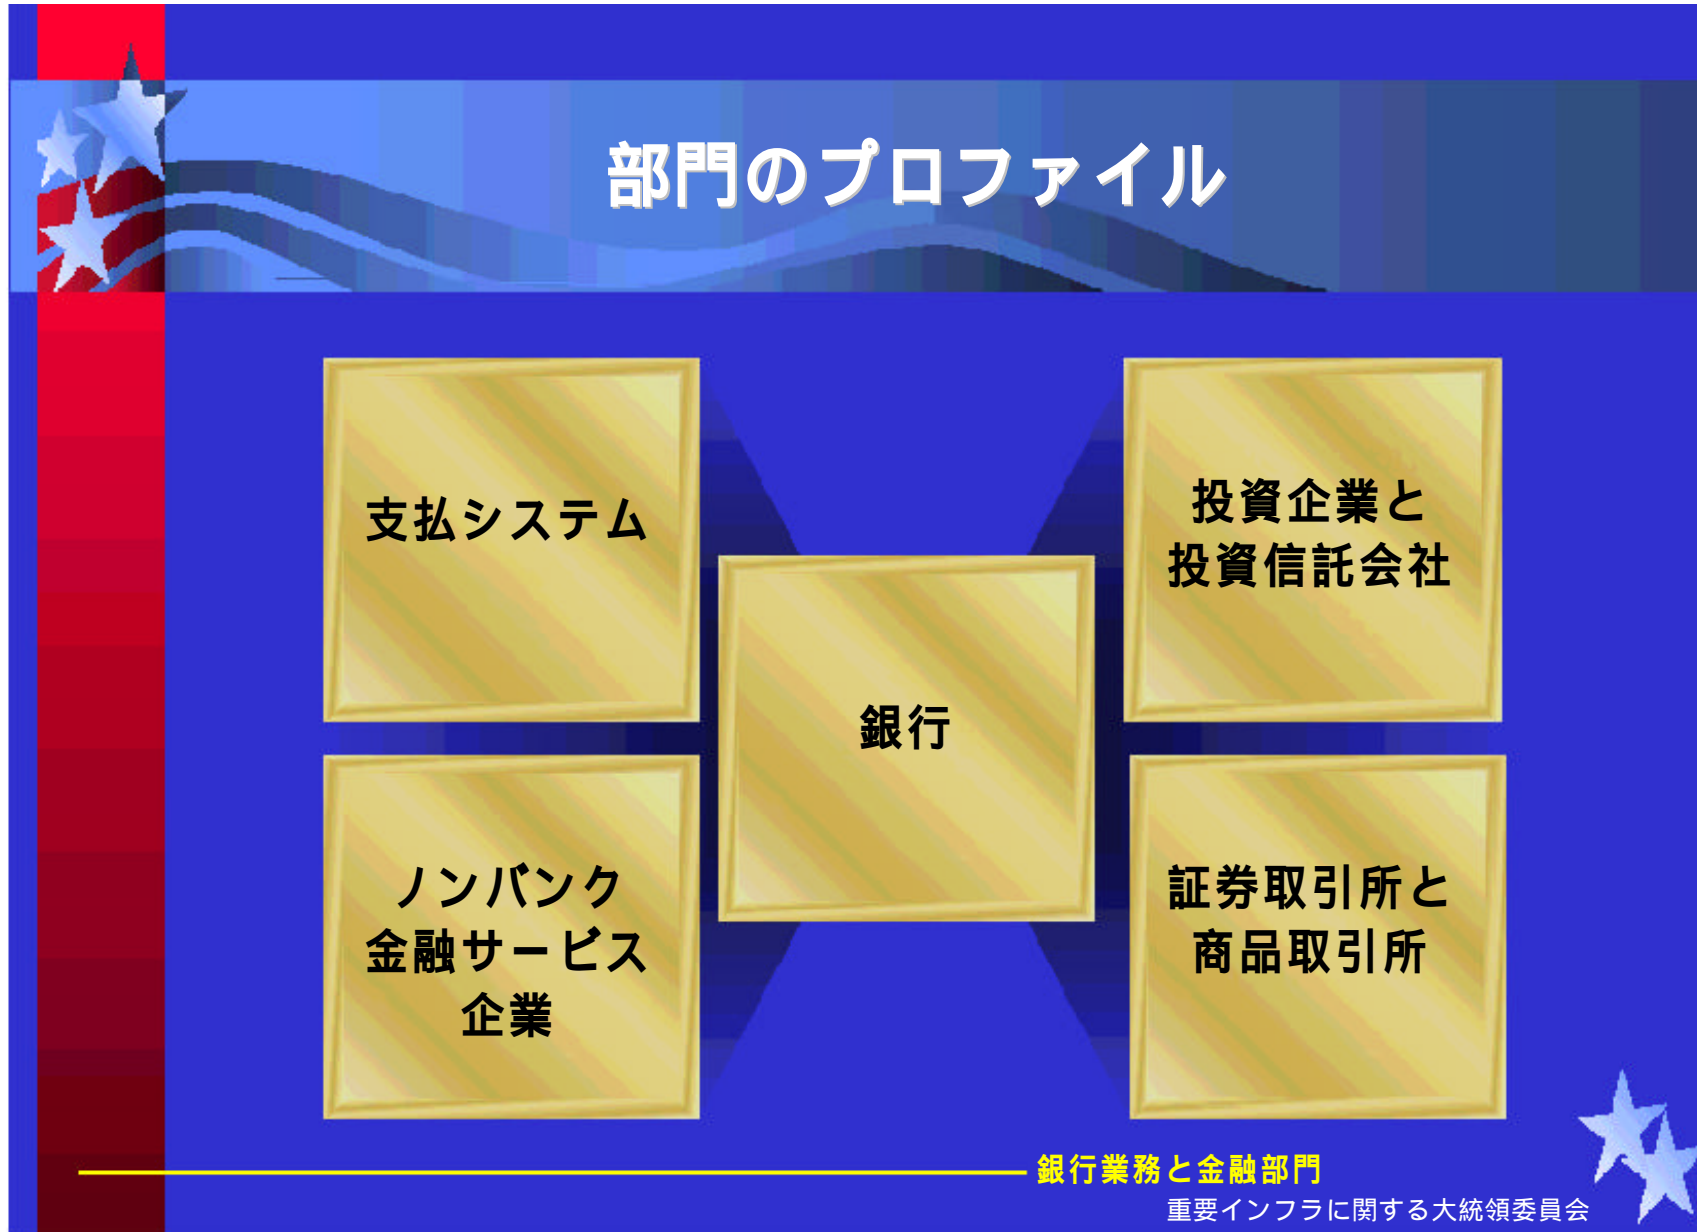 部門のプロファイル
支払システム
投資企業と
投資信託会社
銀行
ノンバンク
金融サービス
企業
証券取引所と
商品取引所
銀行業務と金融部門
重要インフラに関する大統領委員会